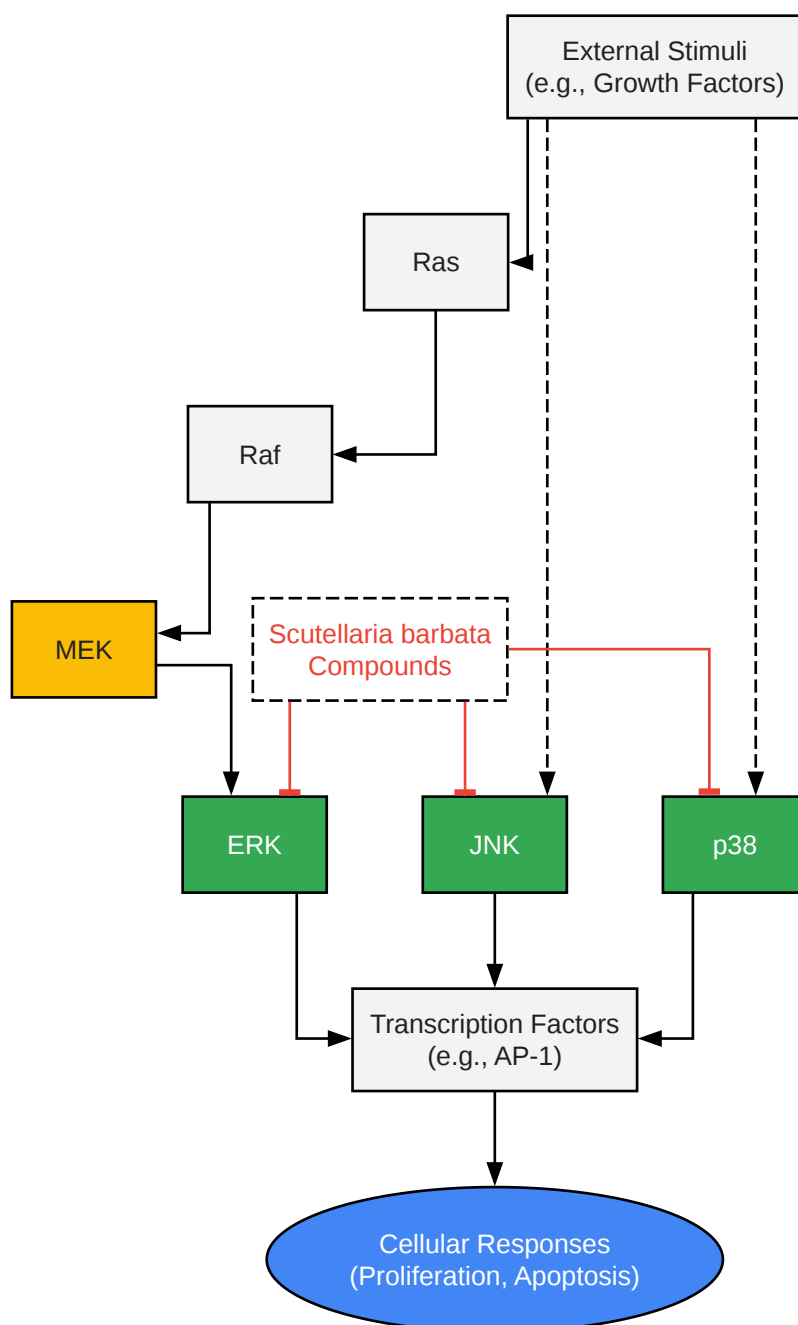 External Stimuli
(e.g., Growth Factors)
Ras
Raf
MEK
Scutellaria barbata
Compounds
ERK
JNK
p38
Transcription Factors
(e.g., AP-1)
Cellular Responses
(Proliferation, Apoptosis)